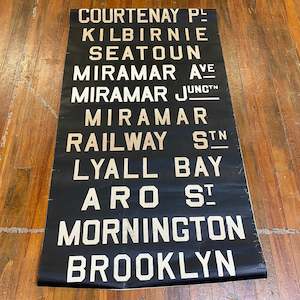 COURTENAY PL
KILBIRNIE
SEATOUN
MIRAMAR AVE
MIRAMAR JUNCTN
MIRAMAR
RAILWAY STN
LYALL BAY
ARO ST
MORNINGTON
BROOKLYN